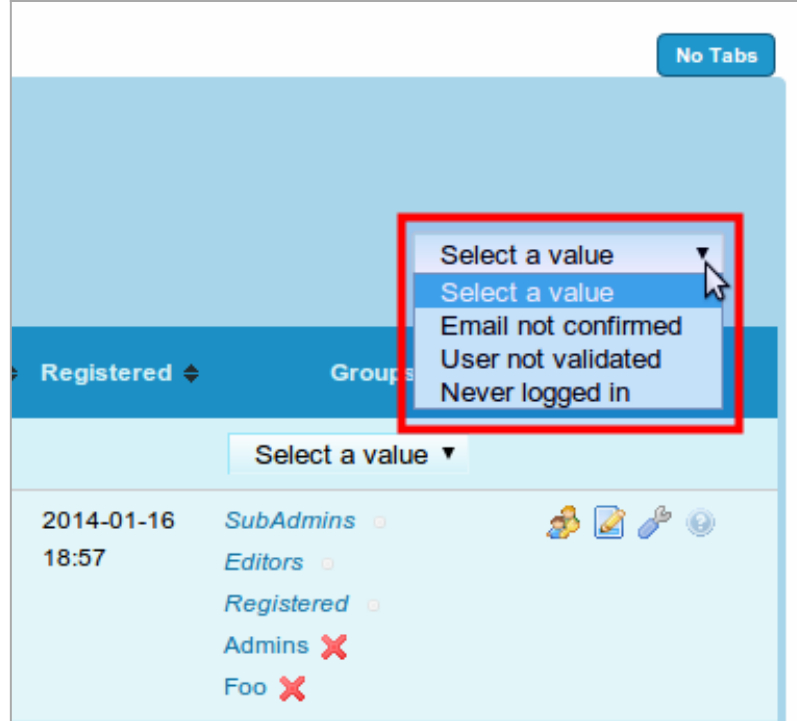 No Tabs
Select a value
Select a value
Email not confirmed
User not validated
Never logged in
Registered Groups
Select a value
2014-01-16
18:57
SubAdmins
Editors
Registered
Admins
Foo